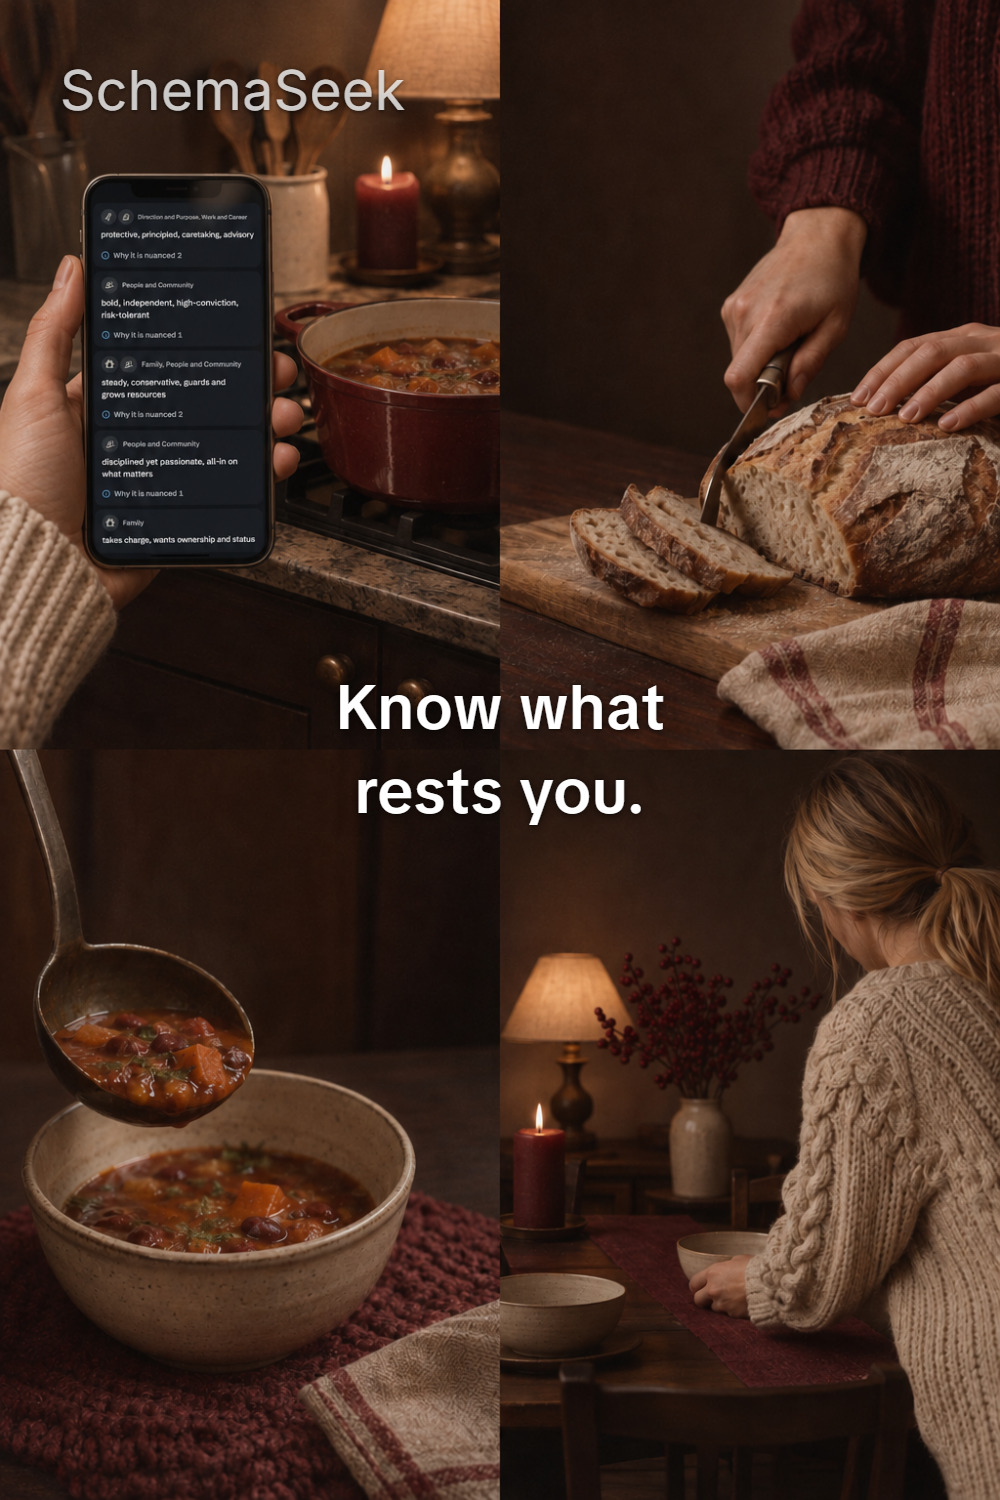 SchemaSeek
Direction and Purpose, Work and Career
protective, principled, caretaking, advisory
Why it is nuanced 2
People and Community
bold, independent, high-conviction,
risk-tolerant
Why it is nuanced 1
Family, People and Community
steady, conservative, guards and
grows resources
Why it is nuanced 2
People and Community
disciplined yet passionate, all-in on
what matters
Why it is nuanced 1
Family
takes charge, wants ownership and status
Know what
rests you.